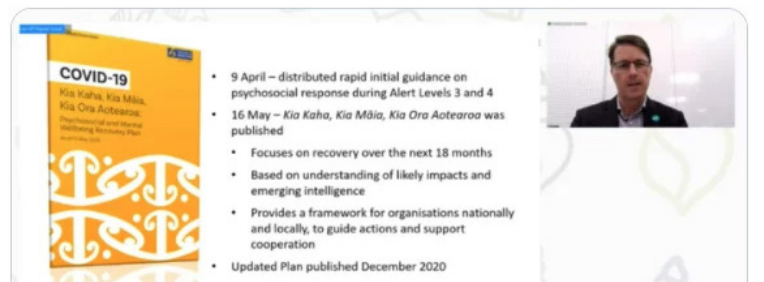 COVID-19
Kia Kaha, Kia Māia,
Kia Ora Aotearoa:
Psychosocial and Mental
Wellbeing Recovery Plan
• 9 April – distributed rapid initial guidance on
psychosocial response during Alert Levels 3 and 4
• 16 May – Kia Kaha, Kia Māia, Kia Ora Aotearoa was
published
• Focuses on recovery over the next 18 months
• Based on understanding of likely impacts and
emerging intelligence
• Provides a framework for organisations nationally
and locally, to guide actions and support
cooperation
• Updated Plan published December 2020